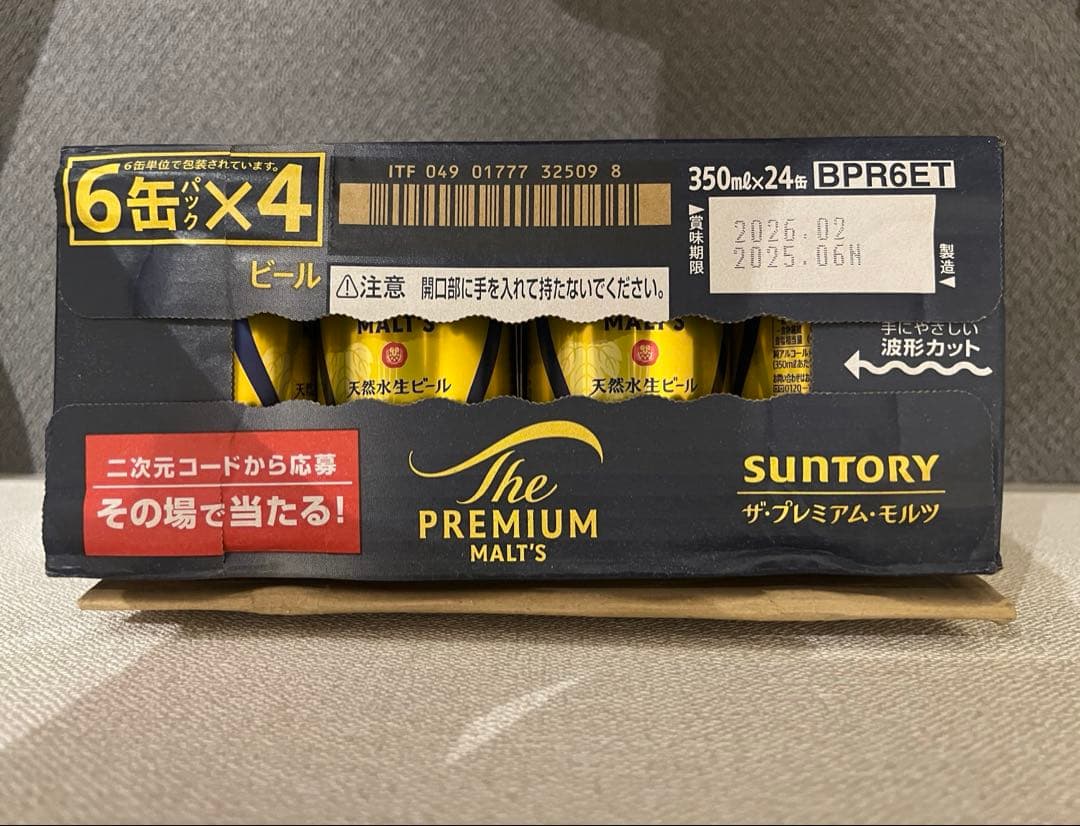 6缶単位で包装されています。
6缶パック×4
ITF 049 01777 32509 8
350ml×24缶 BPR6ET
賞味期限
2026.02
2025.06N
製造
ビール
注意 開口部に手を入れて持たないでください。
手にやさしい
波形カット
MALT'S
天然水生ビール
MALT'S
天然水生ビール
天然
二次元コードから応募
その場で当たる!
The
PREMIUM
MALT'S
SUNTORY
ザ・プレミアム・モルツ